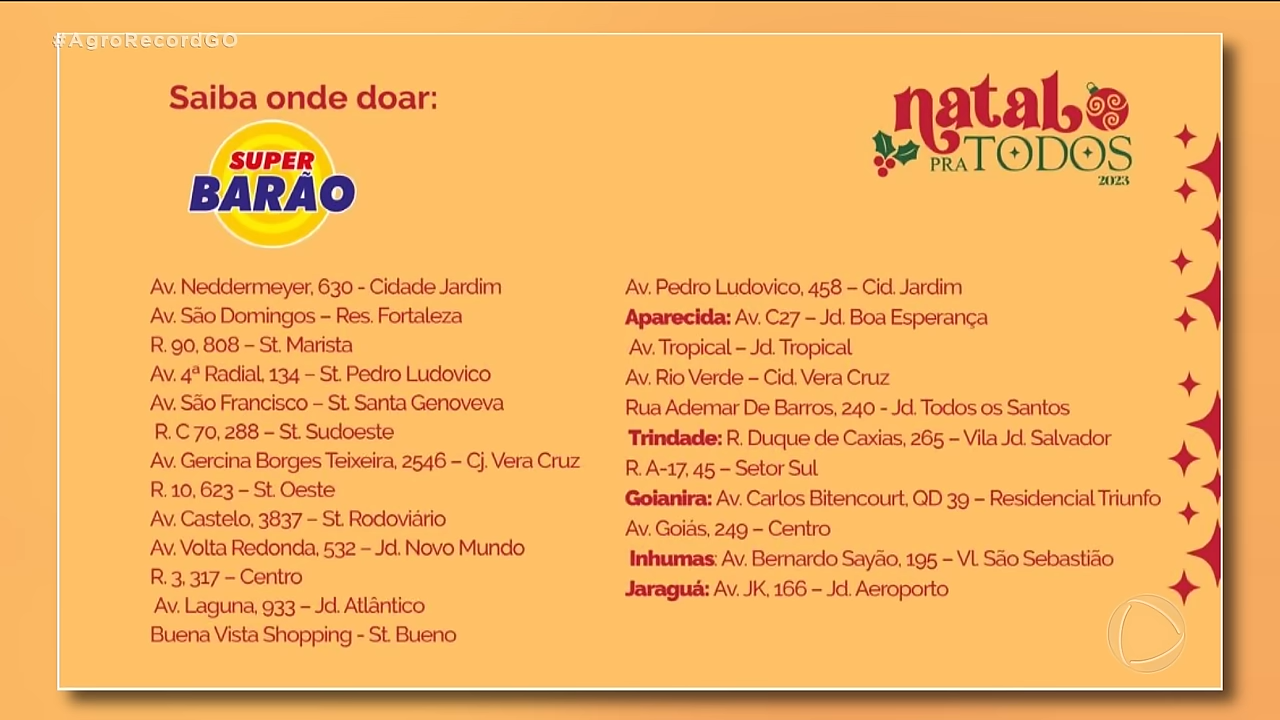 #AgroRecordGO
Saiba onde doar:
SUPER
BARÃO
natal
PRA TODOS
2023
Av. Neddermeyer, 630 - Cidade Jardim
Av. São Domingos – Res. Fortaleza
R. 90, 808 – St. Marista
Av. 4ª Radial, 134 – St. Pedro Ludovico
Av. São Francisco – St. Santa Genoveva
R. C 70, 288 – St. Sudoeste
Av. Gercina Borges Teixeira, 2546 – Cj. Vera Cruz
R. 10, 623 – St. Oeste
Av. Castelo, 3837 – St. Rodoviário
Av. Volta Redonda, 532 – Jd. Novo Mundo
R. 3, 317 – Centro
Av. Laguna, 933 – Jd. Atlântico
Buena Vista Shopping - St. Bueno
Av. Pedro Ludovico, 458 – Cid. Jardim
Aparecida: Av. C27 – Jd. Boa Esperança
Av. Tropical – Jd. Tropical
Av. Rio Verde – Cid. Vera Cruz
Rua Ademar De Barros, 240 - Jd. Todos os Santos
Trindade: R. Duque de Caxias, 265 – Vila Jd. Salvador
R. A-17, 45 – Setor Sul
Goianira: Av. Carlos Bitencourt, QD 39 – Residencial Triunfo
Av. Goiás, 249 – Centro
Inhumas: Av. Bernardo Sayão, 195 – Vl. São Sebastião
Jaraguá: Av. JK, 166 – Jd. Aeroporto